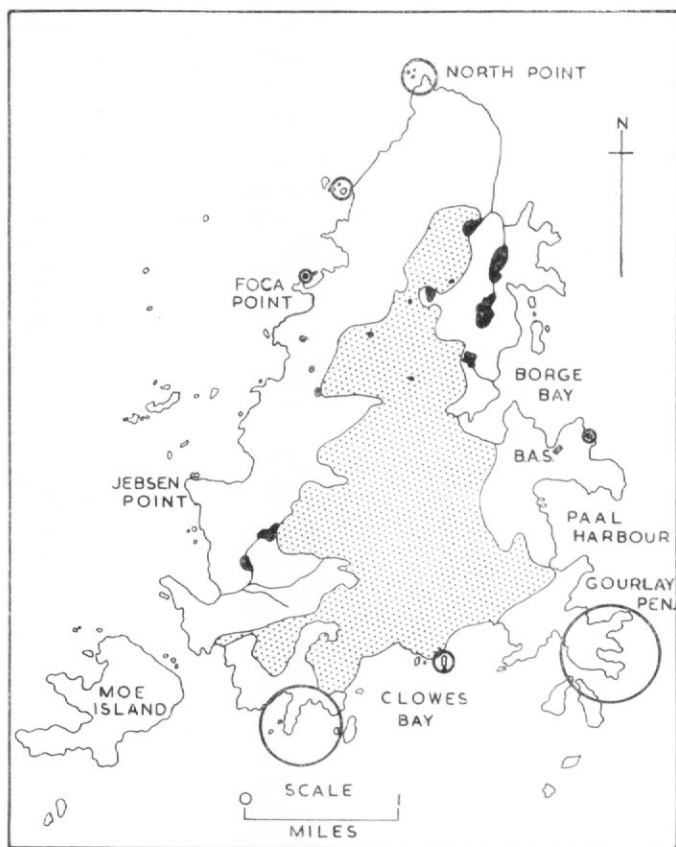 NORTH POINT
N
FOCA
POINT
BORGE
BAY
B.A.S.
JEBSEN
POINT
PAAL
HARBOUR
GOURLAY
PEN.
MOE
ISLAND
CLOWES
BAY
SCALE
0 1
MILES